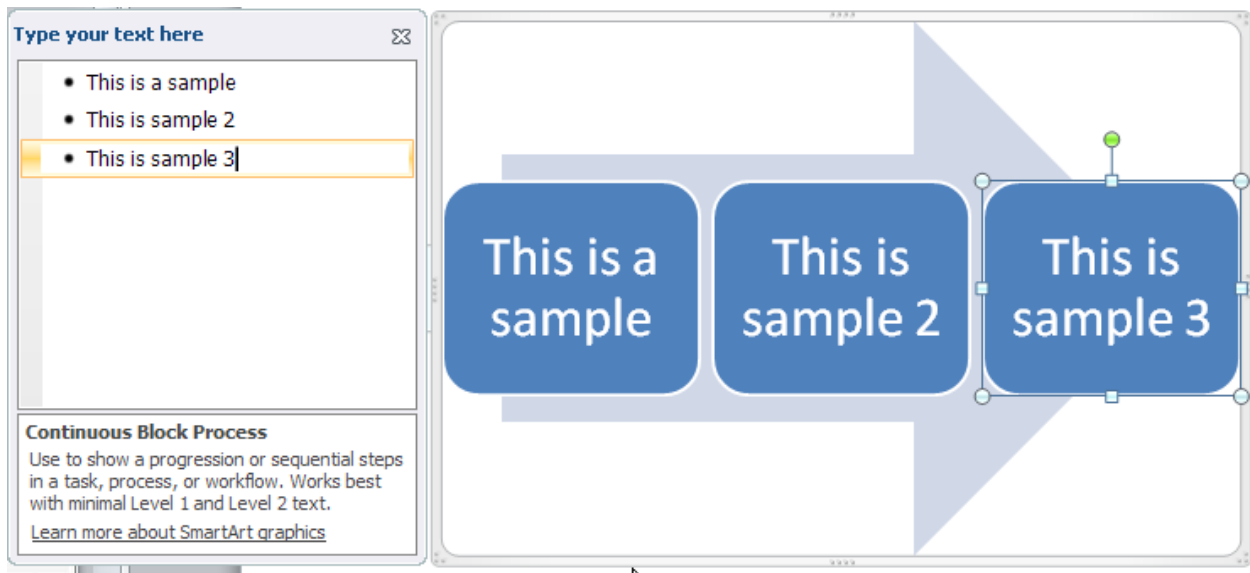 Type your text here
• This is a sample
• This is sample 2
• This is sample 3
Continuous Block Process
Use to show a progression or sequential steps
in a task, process, or workflow. Works best
with minimal Level 1 and Level 2 text.
Learn more about SmartArt graphics
This is a
sample
This is
sample 2
This is
sample 3